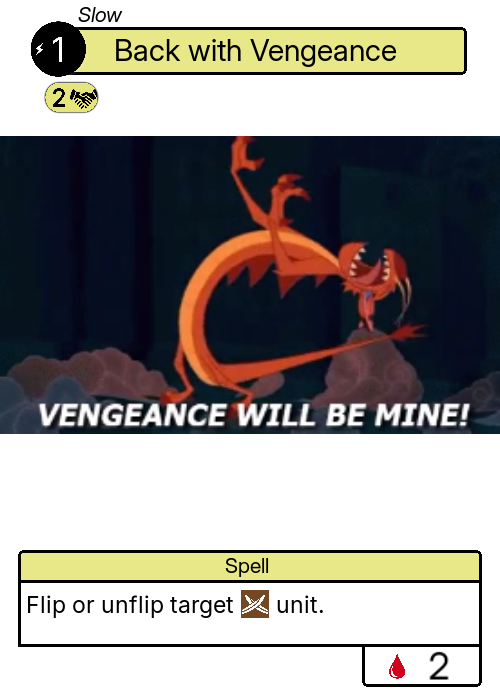 Slow
1
Back with Vengeance
2
VENGEANCE WILL BE MINE!
Spell
Flip or unflip target unit.
2